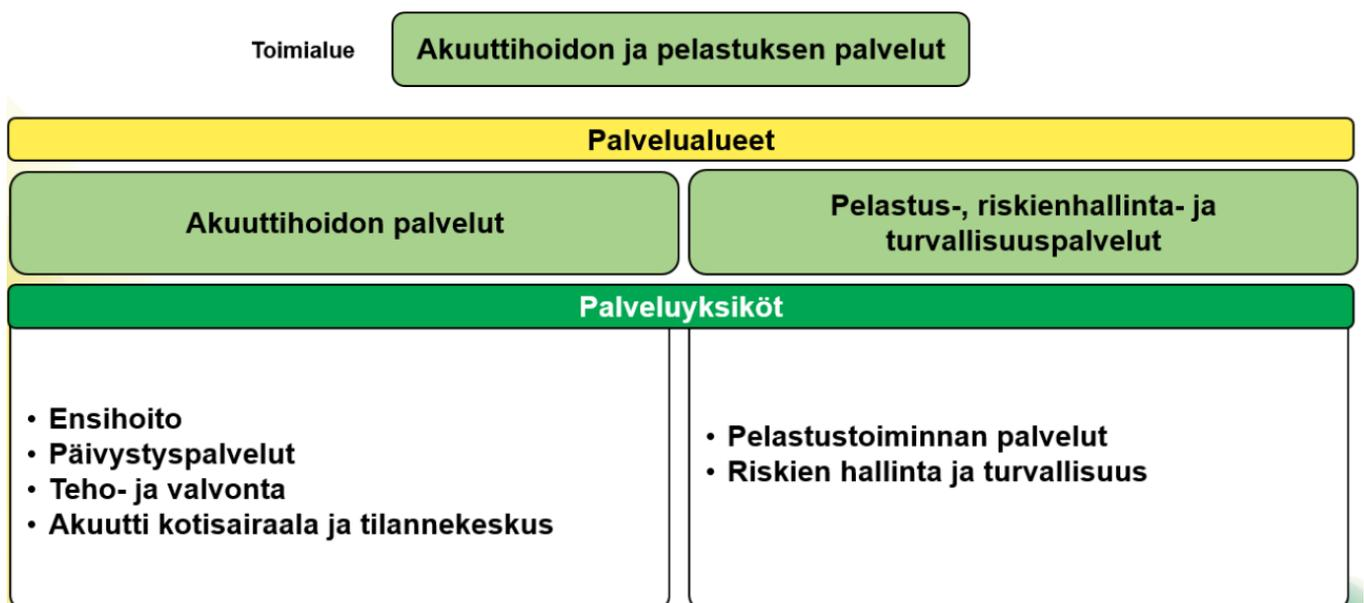 Toimialue
Akuuttihoidon ja pelastuksen palvelut
Palvelualueet
Akuuttihoidon palvelut
Pelastus-, riskienhallinta- ja
turvallisuuspalvelut
Palveluyksiköt
• Ensihoito
• Päivystyspalvelut
• Teho- ja valvonta
• Akuutti kotisairaala ja tilannekeskus
• Pelastustoiminnan palvelut
• Riskien hallinta ja turvallisuus